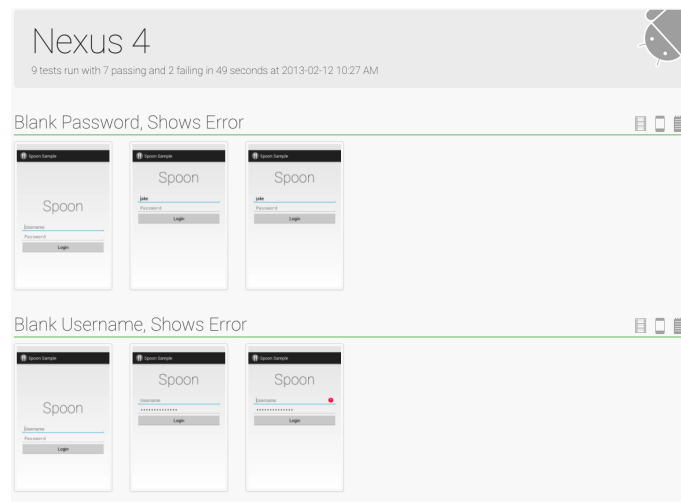 Nexus 4
9 tests run with 7 passing and 2 failing in 49 seconds at 2013-02-12 10:27 AM
Blank Password, Shows Error
Spoon Sample
Spoon
Username
Password
Login
Spoon Sample
Spoon
jake
Password
Login
Spoon Sample
Spoon
jake
Password
Login
Blank Username, Shows Error
Spoon Sample
Spoon
Username
Password
Login
Spoon Sample
Spoon
Username
••••••••••••••
Login
Spoon Sample
Spoon
Username
••••••••••••••
Login